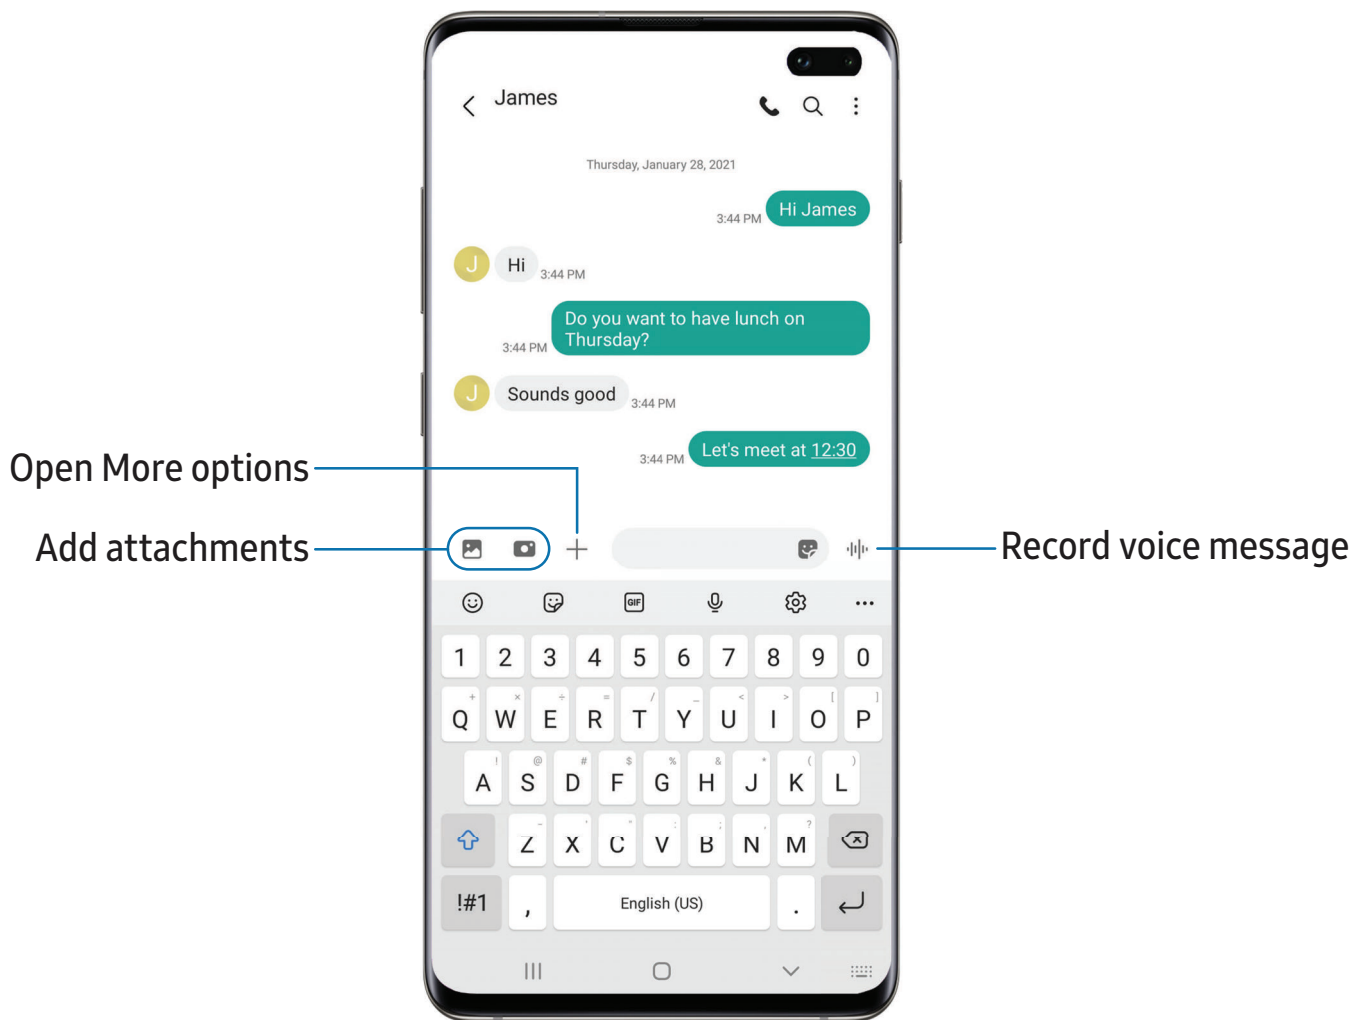 James
Thursday, January 28, 2021
3:44 PM Hi James
J Hi 3:44 PM
Do you want to have lunch on
3:44 PM Thursday?
J Sounds good 3:44 PM
3:44 PM Let's meet at 12:30
Open More options
Add attachments
Record voice message
GIF
1 2 3 4 5 6 7 8 9 0
+ × ÷ = / _ < > [ ]
Q W E R T Y U I O P
! @ # $ % & * ( )
A S D F G H J K L
- ' " : ; , ?
Z X C V B N M
!#1 , English (US) .